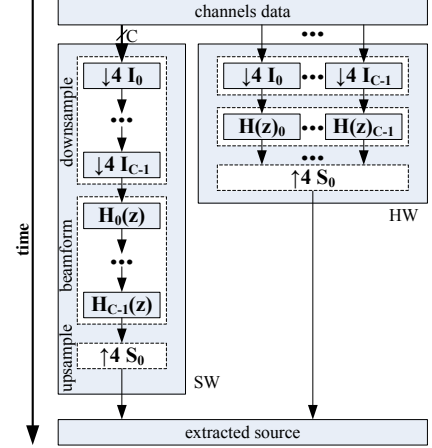 channels data
C
↓4 I0
•••
↓4 IC-1
downsample
H0(z)
•••
HC-1(z)
beamform
↑4 S0
upsample
SW
•••
↓4 I0 ••• ↓4 IC-1
H(z)0 ••• H(z)C-1
•••
↑4 S0
HW
time
extracted source